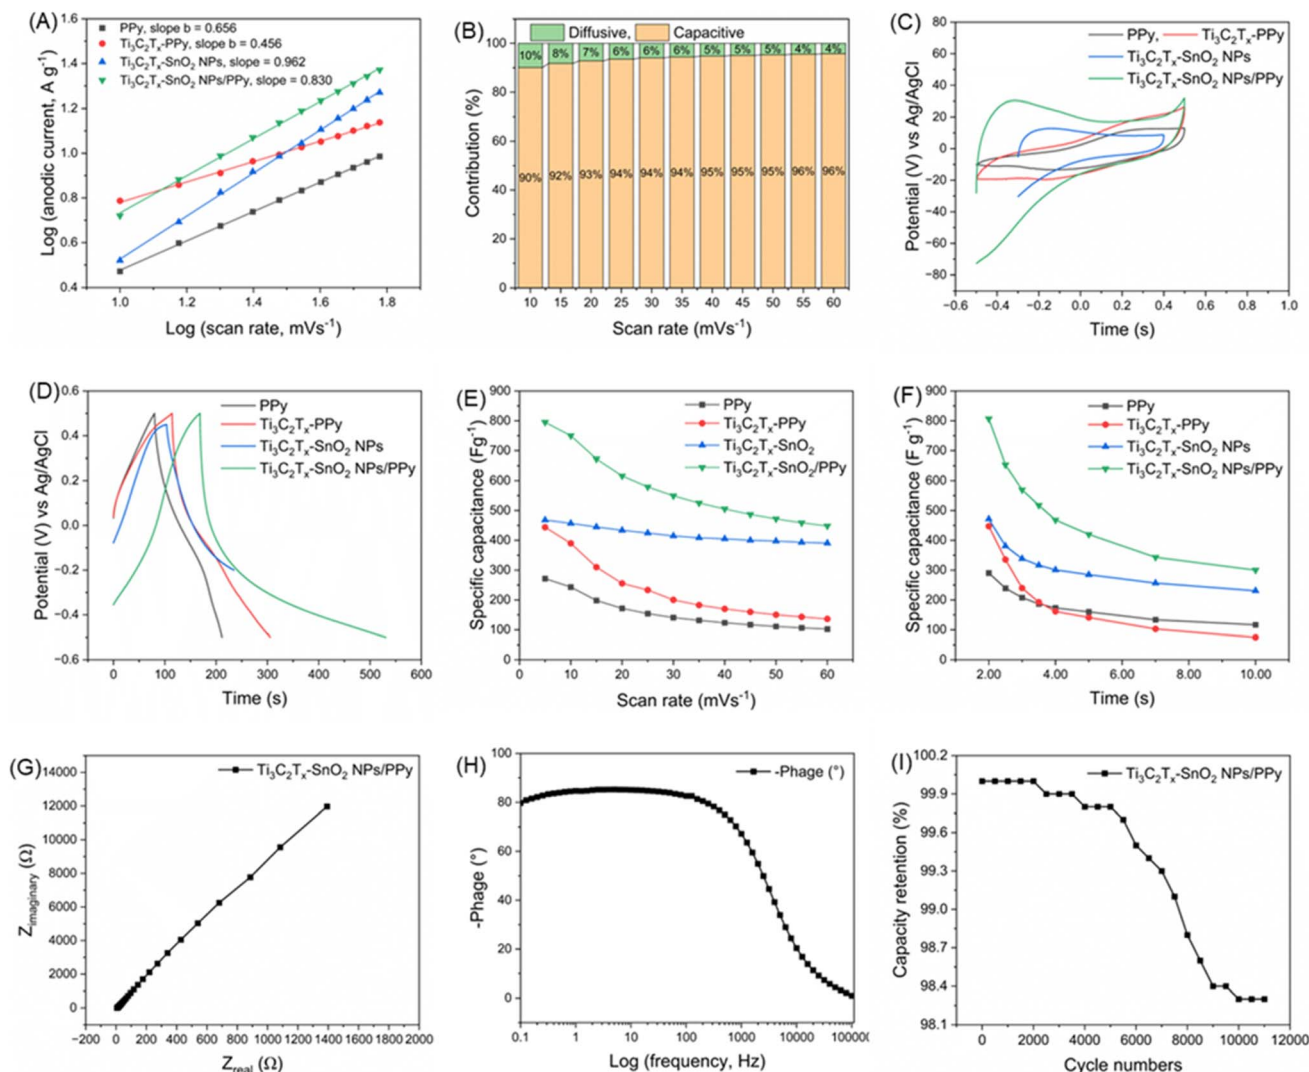 (A)
PPy, slope b = 0.656
Ti₃C₂Tₓ-PPy, slope b = 0.456
Ti₃C₂Tₓ-SnO₂ NPs, slope = 0.962
Ti₃C₂Tₓ-SnO₂ NPs/PPy, slope = 0.830
Log (anodic current, A g⁻¹)
1.6
1.4
1.2
1.0
0.8
0.6
0.4
1.0 1.2 1.4 1.6 1.8
Log (scan rate, mVs⁻¹)
(B)
Diffusive, Capacitive
Contribution (%)
100
80
60
40
20
0
10% 8% 7% 6% 6% 6% 5% 5% 5% 4% 4%
90% 92% 93% 94% 94% 94% 95% 95% 95% 96% 96%
10 15 20 25 30 35 40 45 50 55 60
Scan rate (mVs⁻¹)
(C)
PPy, Ti₃C₂Tₓ-PPy
Ti₃C₂Tₓ-SnO₂ NPs
Ti₃C₂Tₓ-SnO₂ NPs/PPy
Potential (V) vs Ag/AgCl
80
60
40
20
0
−20
−40
−60
−80
−0.6 −0.4 −0.2 0.0 0.2 0.4 0.6 0.8 1.0
Time (s)
(D)
PPy
Ti₃C₂Tₓ-PPy
Ti₃C₂Tₓ-SnO₂ NPs
Ti₃C₂Tₓ-SnO₂ NPs/PPy
Potential (V) vs Ag/AgCl
0.6
0.4
0.2
0.0
−0.2
−0.4
−0.6
−100 0 100 200 300 400 500 600
Time (s)
(E)
PPy
Ti₃C₂Tₓ-PPy
Ti₃C₂Tₓ-SnO₂
Ti₃C₂Tₓ-SnO₂/PPy
Specific capacitance (Fg⁻¹)
900
800
700
600
500
400
300
200
100
0
0 10 20 30 40 50 60
Scan rate (mVs⁻¹)
(F)
PPy
Ti₃C₂Tₓ-PPy
Ti₃C₂Tₓ-SnO₂ NPs
Ti₃C₂Tₓ-SnO₂ NPs/PPy
Specific capacitance (F g⁻¹)
900
800
700
600
500
400
300
200
100
0
2.00 4.00 6.00 8.00 10.00
Time (s)
(G)
Ti₃C₂Tₓ-SnO₂ NPs/PPy
Zimaginary (Ω)
14000
12000
10000
8000
6000
4000
2000
0
−200 0 200 400 600 800 1000 1200 1400 1600 1800 2000
Zreal (Ω)
(H)
-Phage (°)
-Phage (°)
100
80
60
40
20
0
0.1 1 10 100 1000 10000 100000
Log (frequency, Hz)
(I)
Ti₃C₂Tₓ-SnO₂ NPs/PPy
Capacity retention (%)
100.2
99.9
99.6
99.3
99.0
98.7
98.4
98.1
0 2000 4000 6000 8000 10000 12000
Cycle numbers